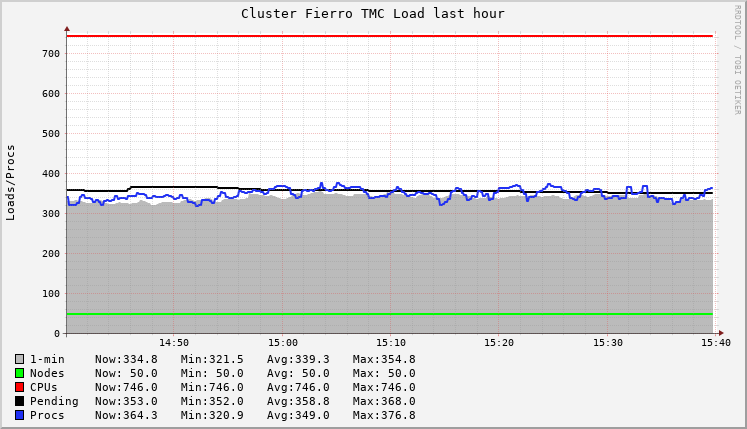 Cluster Fierro TMC Load last hour
RRDTOOL / TOBI OETIKER
Loads/Procs
700
600
500
400
300
200
100
0
14:50 15:00 15:10 15:20 15:30 15:40
1-min Now:334.8 Min:321.5 Avg:339.3 Max:354.8
Nodes Now: 50.0 Min: 50.0 Avg: 50.0 Max: 50.0
CPUs Now:746.0 Min:746.0 Avg:746.0 Max:746.0
Pending Now:353.0 Min:352.0 Avg:358.8 Max:368.0
Procs Now:364.3 Min:320.9 Avg:349.0 Max:376.8